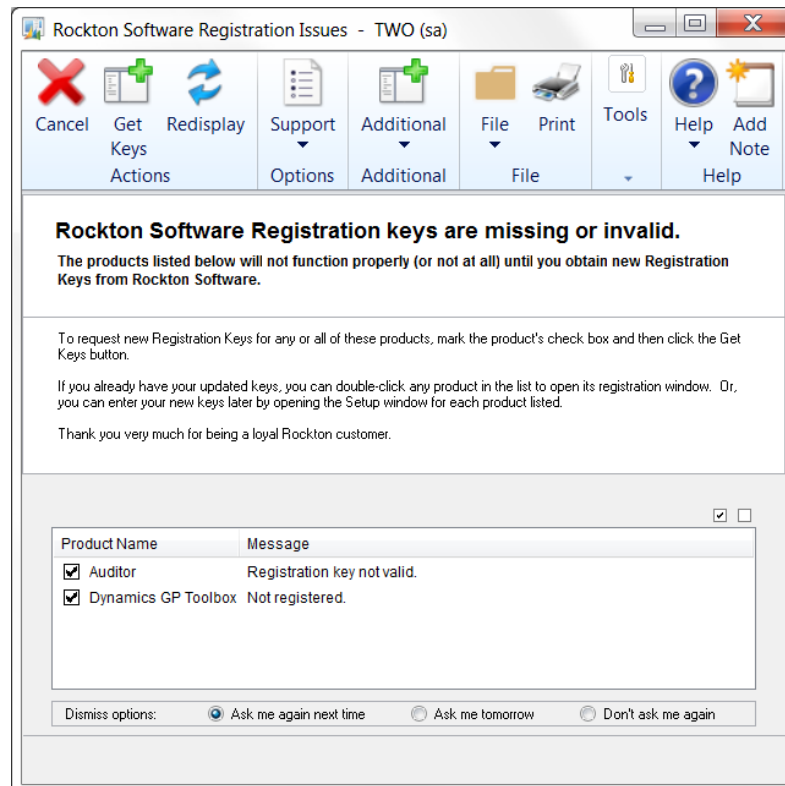 Rockton Software Registration Issues - TWO (sa)
Cancel Get Keys Redisplay Support Additional File Print Tools Help Add Note
Actions Options Additional File Help
Rockton Software Registration keys are missing or invalid.
The products listed below will not function properly (or not at all) until you obtain new Registration
Keys from Rockton Software.
To request new Registration Keys for any or all of these products, mark the product's check box and then click the Get
Keys button.
If you already have your updated keys, you can double-click any product in the list to open its registration window. Or,
you can enter your new keys later by opening the Setup window for each product listed.
Thank you very much for being a loyal Rockton customer.
Product Name Message
Auditor Registration key not valid.
Dynamics GP Toolbox Not registered.
Dismiss options: Ask me again next time Ask me tomorrow Don't ask me again